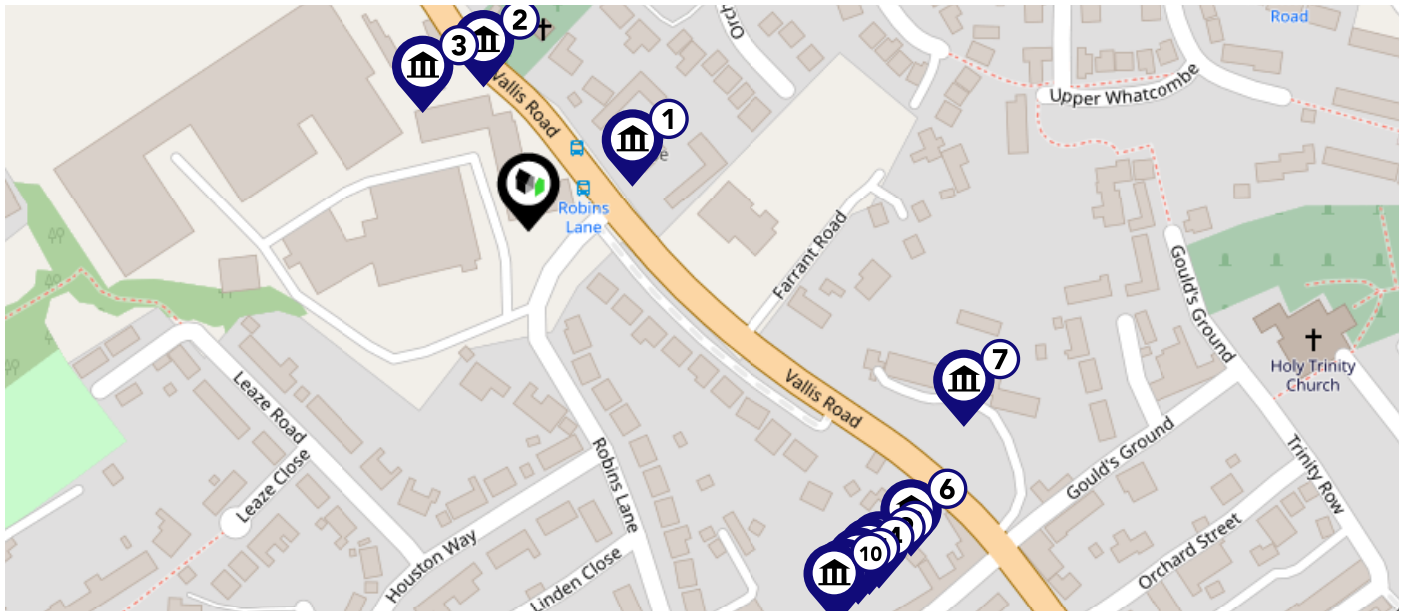 2
Orch
Road
3
Vallis Road
Upper Whatcombe
1
e
Robins
Lane
Farrant Road
Gould's Ground
7
Holy Trinity
Church
Leaze Road
Vallis Road
Gould's Ground
Trinity Row
Robins Lane
Leaze Close
6
4
10
Orchard Street
Houston Way
Linden Close